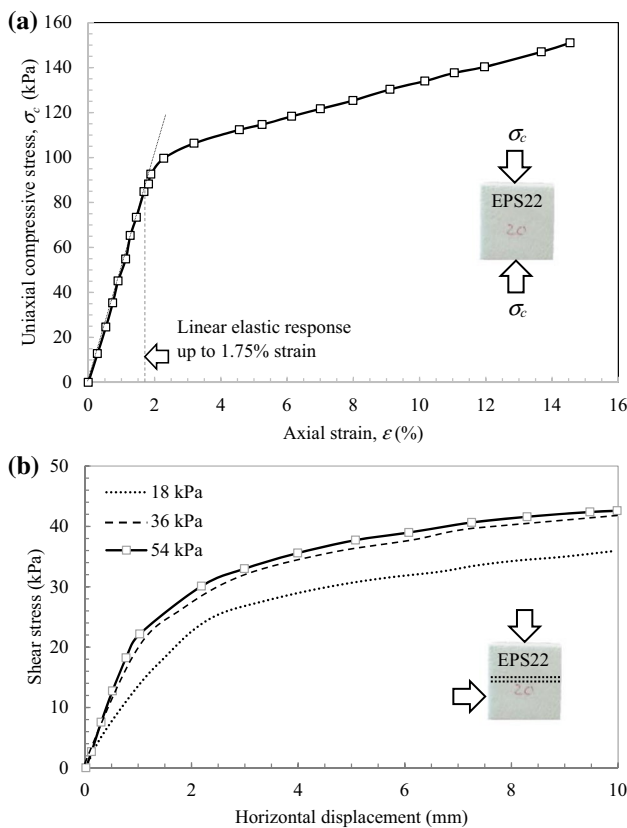 (a)
160
140
120
100
80
60
40
20
0
Uniaxial compressive stress, σc (kPa)
σc
EPS22
20
σc
Linear elastic response
up to 1.75% strain
0 2 4 6 8 10 12 14 16
Axial strain, ε (%)
(b)
50
40
30
20
10
0
Shear stress (kPa)
18 kPa
36 kPa
54 kPa
EPS22
20
0 2 4 6 8 10
Horizontal displacement (mm)